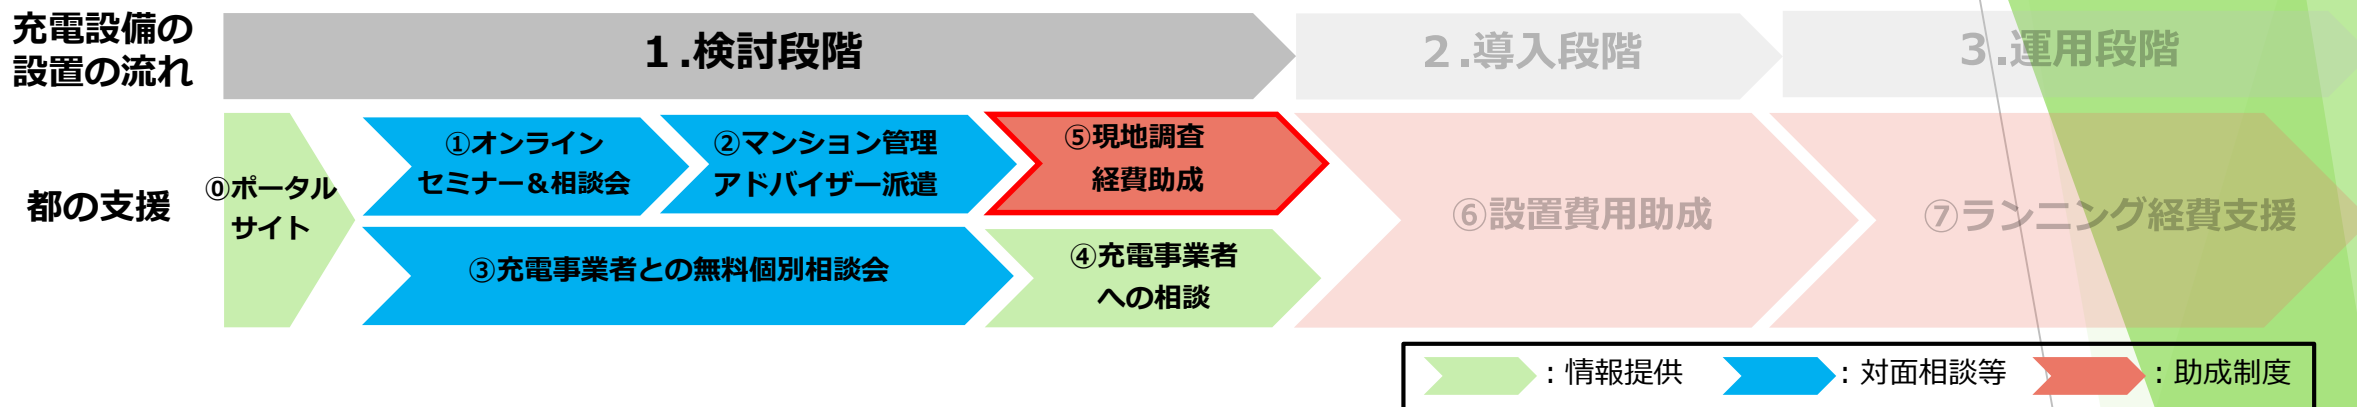 充電設備の
設置の流れ
１.検討段階
２.導入段階
３.運用段階
都の支援
⓪ポータル
サイト
①オンライン
セミナー＆相談会
②マンション管理
アドバイザー派遣
⑤現地調査
経費助成
③充電事業者との無料個別相談会
④充電事業者
への相談
⑥設置費用助成
⑦ランニング経費支援
：情報提供
：対面相談等
：助成制度